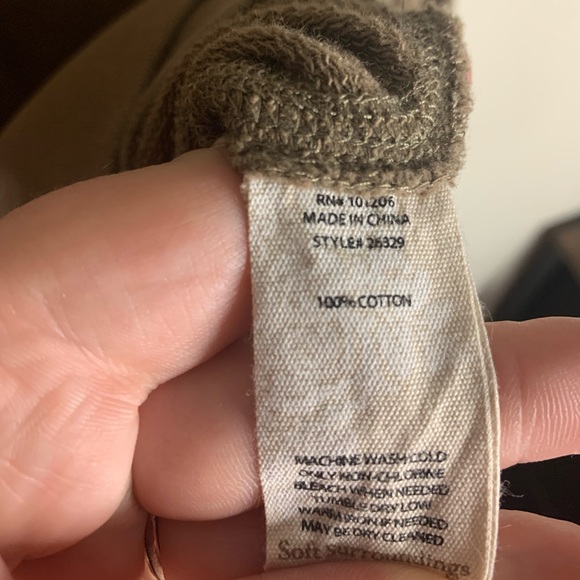 RN# 101206
MADE IN CHINA
STYLE# 26329
100% COTTON
MACHINE WASH COLD
ONLY NON-CHLORINE
BLEACH WHEN NEEDED
TUMBLE DRY LOW
WARM IRON IF NEEDED
MAY BE DRY CLEANED
Soft surroundings